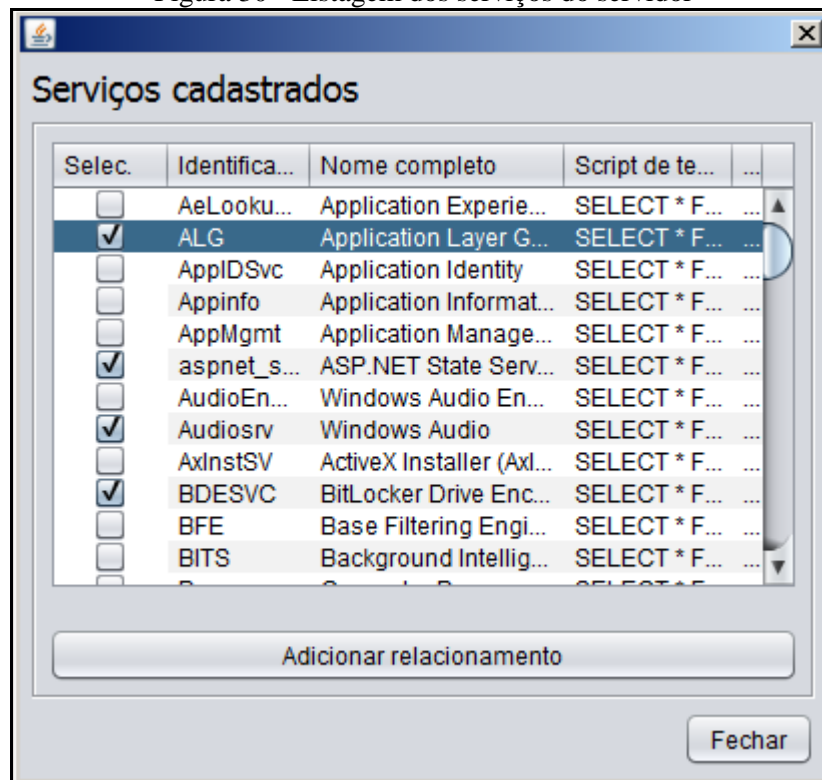 Figura 36 - Listagem dos serviços do servidor
Serviços cadastrados
Selec. Identifica... Nome completo Script de te... ...
AeLooku... Application Experie... SELECT * F... ...
ALG Application Layer G... SELECT * F... ...
AppIDSvc Application Identity SELECT * F... ...
Appinfo Application Informat... SELECT * F... ...
AppMgmt Application Manage... SELECT * F... ...
aspnet_s... ASP.NET State Serv... SELECT * F... ...
AudioEn... Windows Audio En... SELECT * F... ...
Audiosrv Windows Audio SELECT * F... ...
AxInstSV ActiveX Installer (AxI... SELECT * F... ...
BDESVC BitLocker Drive Enc... SELECT * F... ...
BFE Base Filtering Engi... SELECT * F... ...
BITS Background Intellig... SELECT * F... ...
Adicionar relacionamento
Fechar